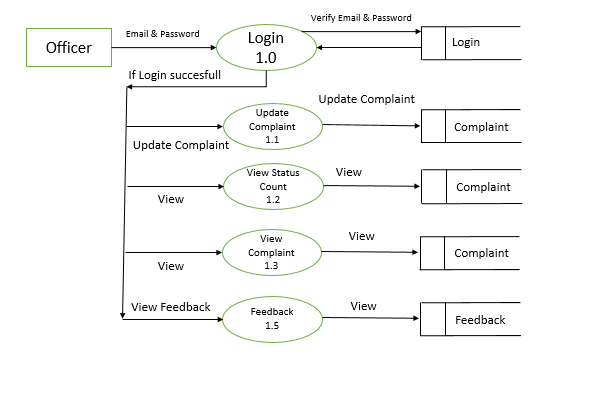 Officer
Email & Password
Login
1.0
Verify Email & Password
Login
If Login succesfull
Update Complaint
Update
Complaint
1.1
Update Complaint
Complaint
View
View Status
Count
1.2
View
Complaint
View
View
Complaint
1.3
View
Complaint
View Feedback
Feedback
1.5
View
Feedback